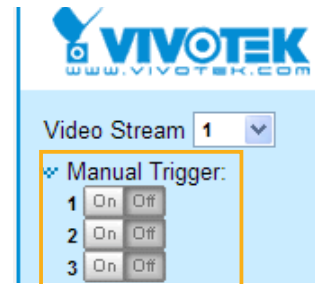 VIVOTEK
www.vivotek.com
Video Stream 1
Manual Trigger:
1 On Off
2 On Off
3 On Off